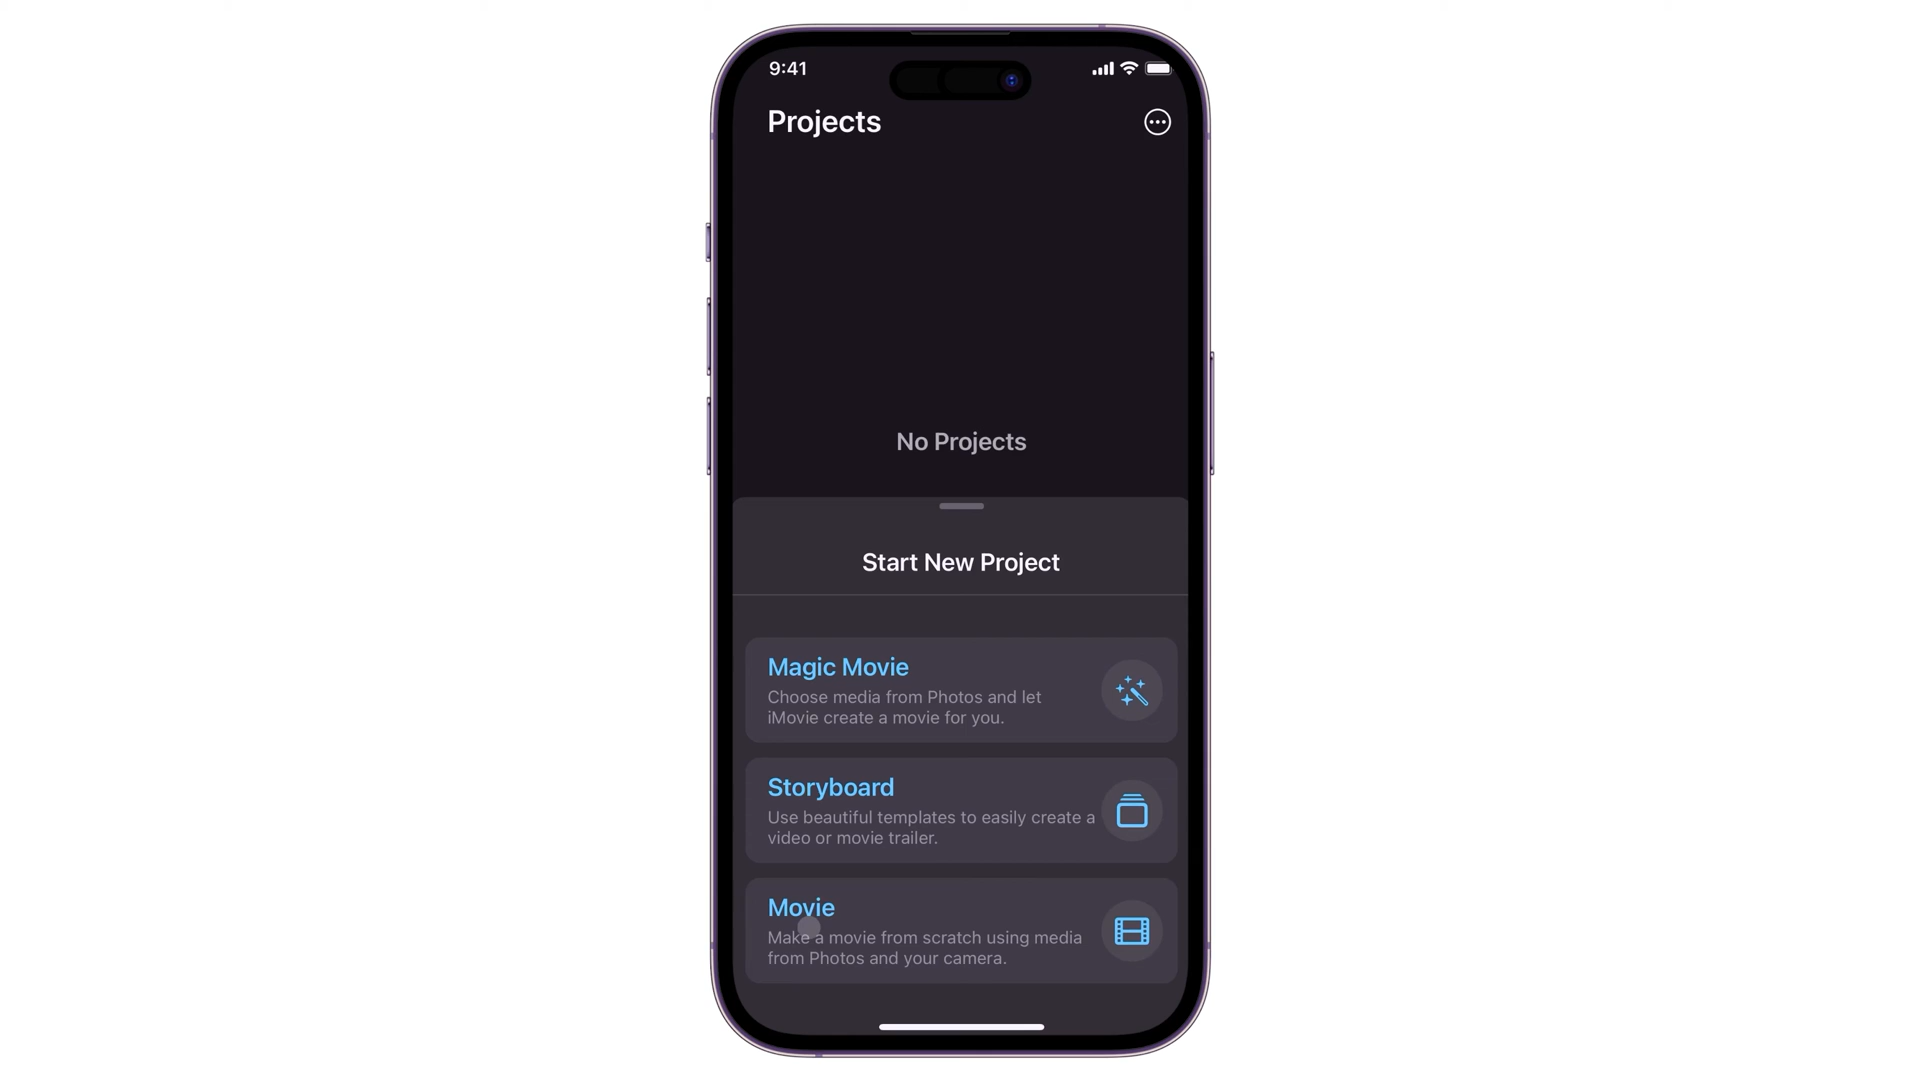 9:41
Projects
No Projects
Start New Project
Magic Movie
Choose media from Photos and let
iMovie create a movie for you.
Storyboard
Use beautiful templates to easily create a
video or movie trailer.
Movie
Make a movie from scratch using media
from Photos and your camera.